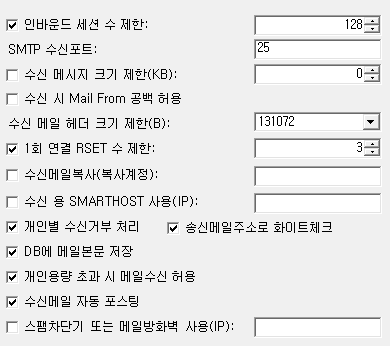 인바운드 세션 수 제한: 128
SMTP 수신포트: 25
수신 메시지 크기 제한(KB): 0
수신 시 Mail From 공백 허용
수신 메일 헤더 크기 제한(B): 131072
1회 연결 RSET 수 제한: 3
수신메일복사(복사계정):
수신 용 SMARTHOST 사용(IP):
개인별 수신거부 처리 송신메일주소로 화이트체크
DB에 메일본문 저장
개인용량 초과 시 메일수신 허용
수신메일 자동 포스팅
스팸차단기 또는 메일방화벽 사용(IP):